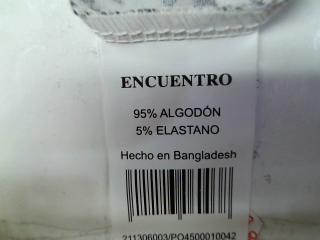 ENCUENTRO
95% ALGODÓN
5% ELASTANO
Hecho en Bangladesh
211306003/PO4500010042